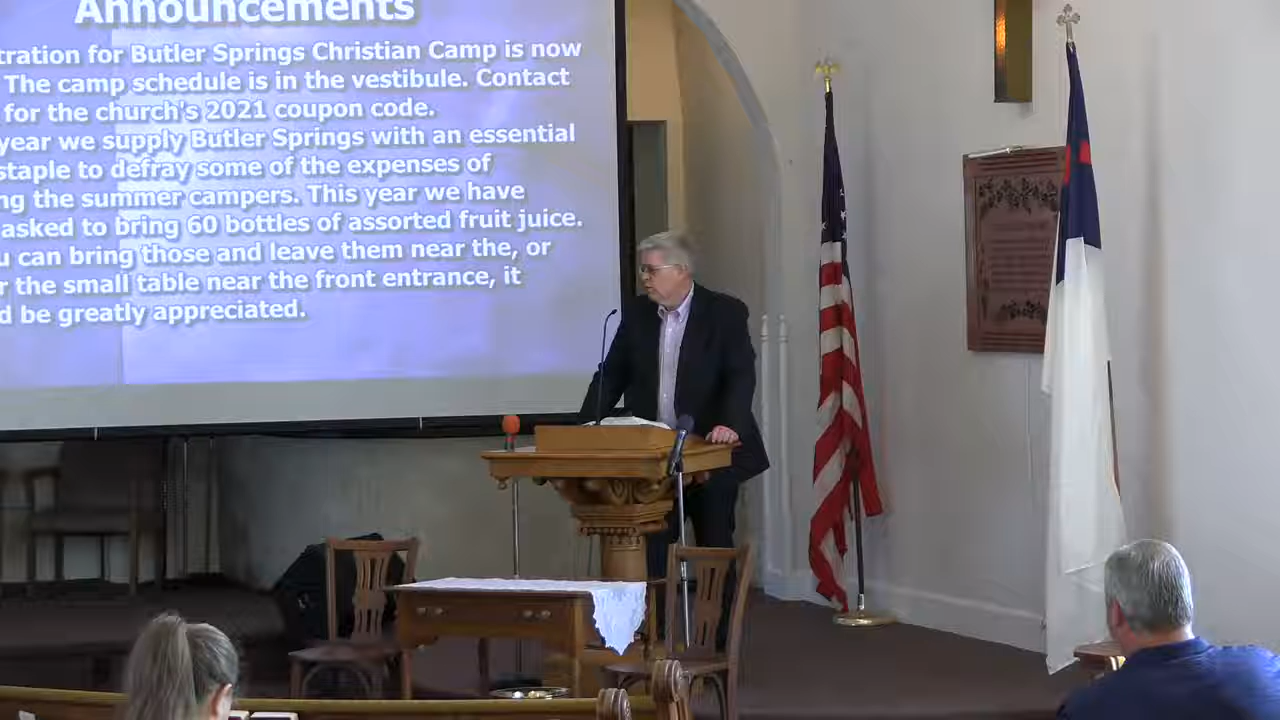 Announcements
tration for Butler Springs Christian Camp is now
The camp schedule is in the vestibule. Contact
for the church's 2021 coupon code.
year we supply Butler Springs with an essential
staple to defray some of the expenses of
ng the summer campers. This year we have
asked to bring 60 bottles of assorted fruit juice.
u can bring those and leave them near the, or
r the small table near the front entrance, it
d be greatly appreciated.